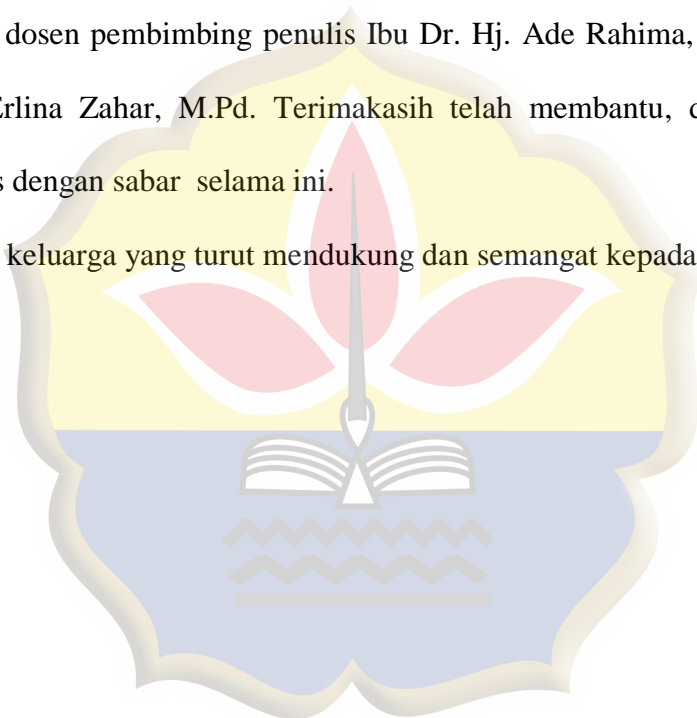 dosen pembimbing penulis Ibu Dr. Hj. Ade Rahima,
Erlina Zahar, M.Pd. Terimakasih telah membantu,
dengan sabar selama ini.
keluarga yang turut mendukung dan semangat kepada